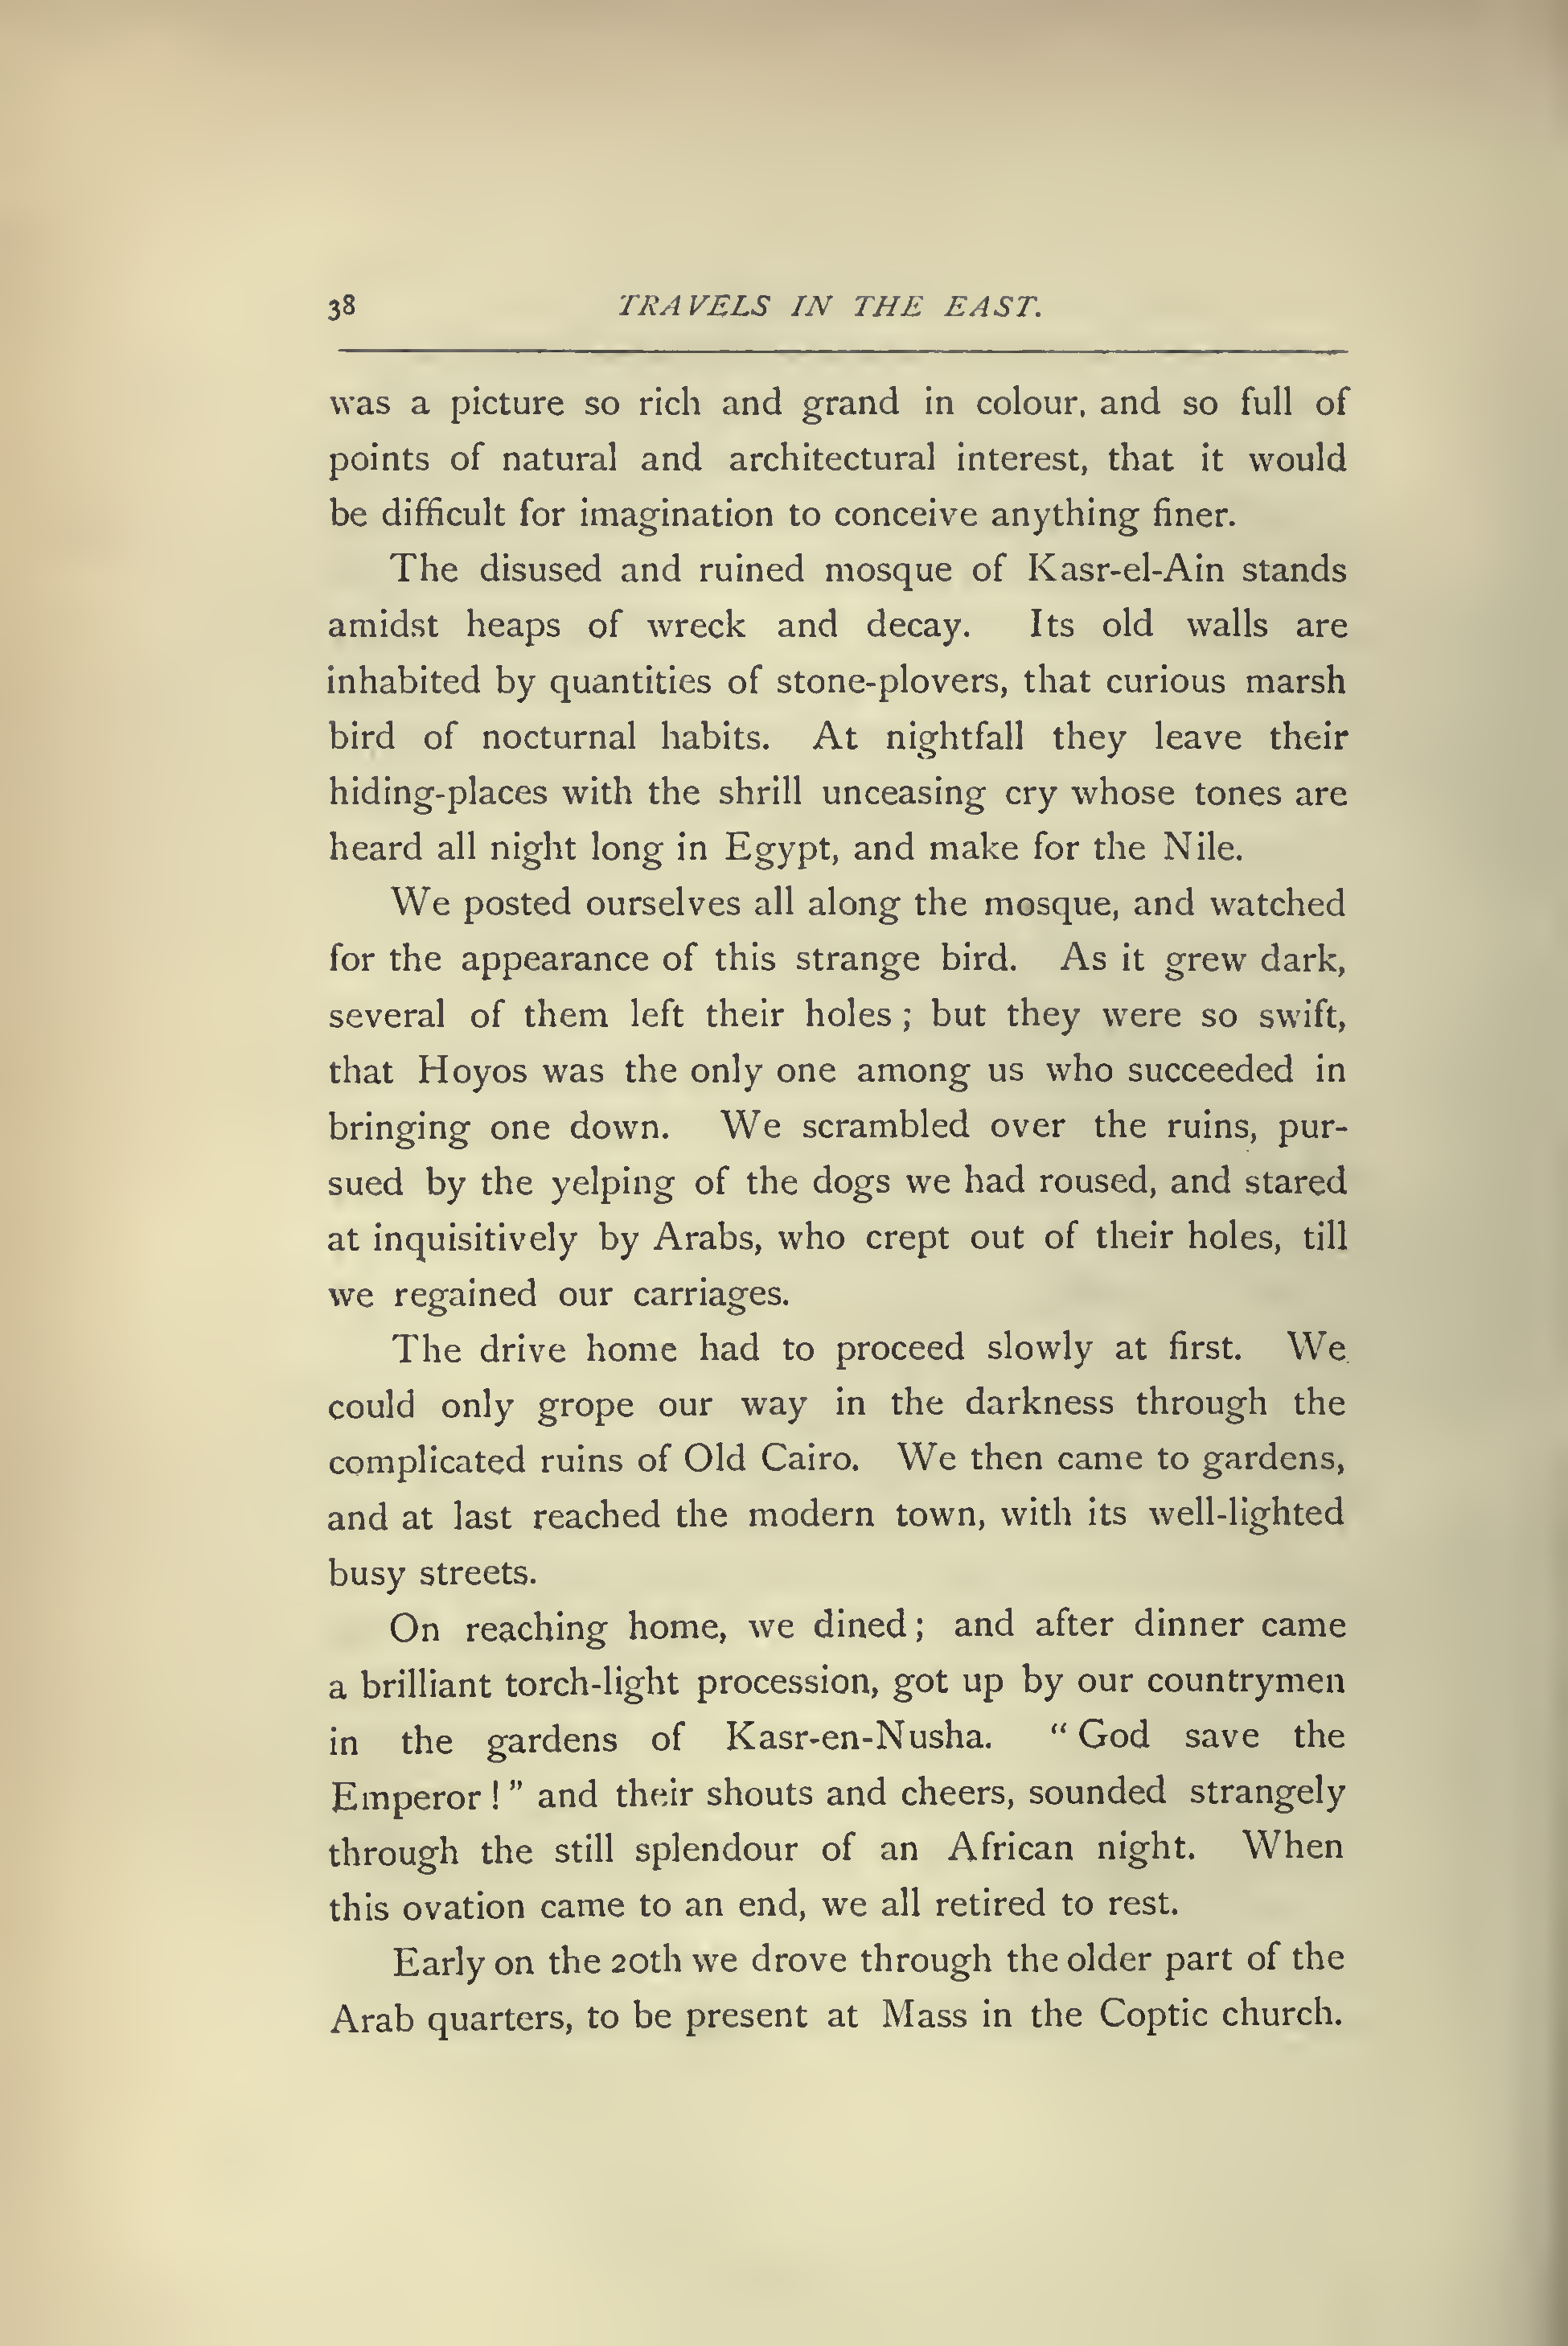 38 TRAVELS IN THE EAST.
was a picture so rich and grand in colour, and so full of
points of natural and architectural interest, that it would
be difficult for imagination to conceive anything finer.
The disused and ruined mosque of Kasr-el-Ain stands
amidst heaps of wreck and decay. Its old walls are
inhabited by quantities of stone-plovers, that curious marsh
bird of nocturnal habits. At nightfall they leave their
hiding-places with the shrill unceasing cry whose tones are
heard all night long in Egypt, and make for the Nile.
We posted ourselves all along the mosque, and watched
for the appearance of this strange bird. As it grew dark,
several of them left their holes ; but they were so swift,
that Hoyos was the only one among us who succeeded in
bringing one down. We scrambled over the ruins, pur-
sued by the yelping of the dogs we had roused, and stared
at inquisitively by Arabs, who crept out of their holes, till
we regained our carriages.
The drive home had to proceed slowly at first. We
could only grope our way in the darkness through the
complicated ruins of Old Cairo. We then came to gardens,
and at last reached the modern town, with its well-lighted
busy streets.
On reaching home, we dined ; and after dinner came
a brilliant torch-light procession, got up by our countrymen
in the gardens of Kasr-en-Nusha. " God save the
Emperor ! " and their shouts and cheers, sounded strangely
through the still splendour of an African night. When
this ovation came to an end, we all retired to rest.
Early on the 20th we drove through the older part of the
Arab quarters, to be present at Mass in the Coptic church.